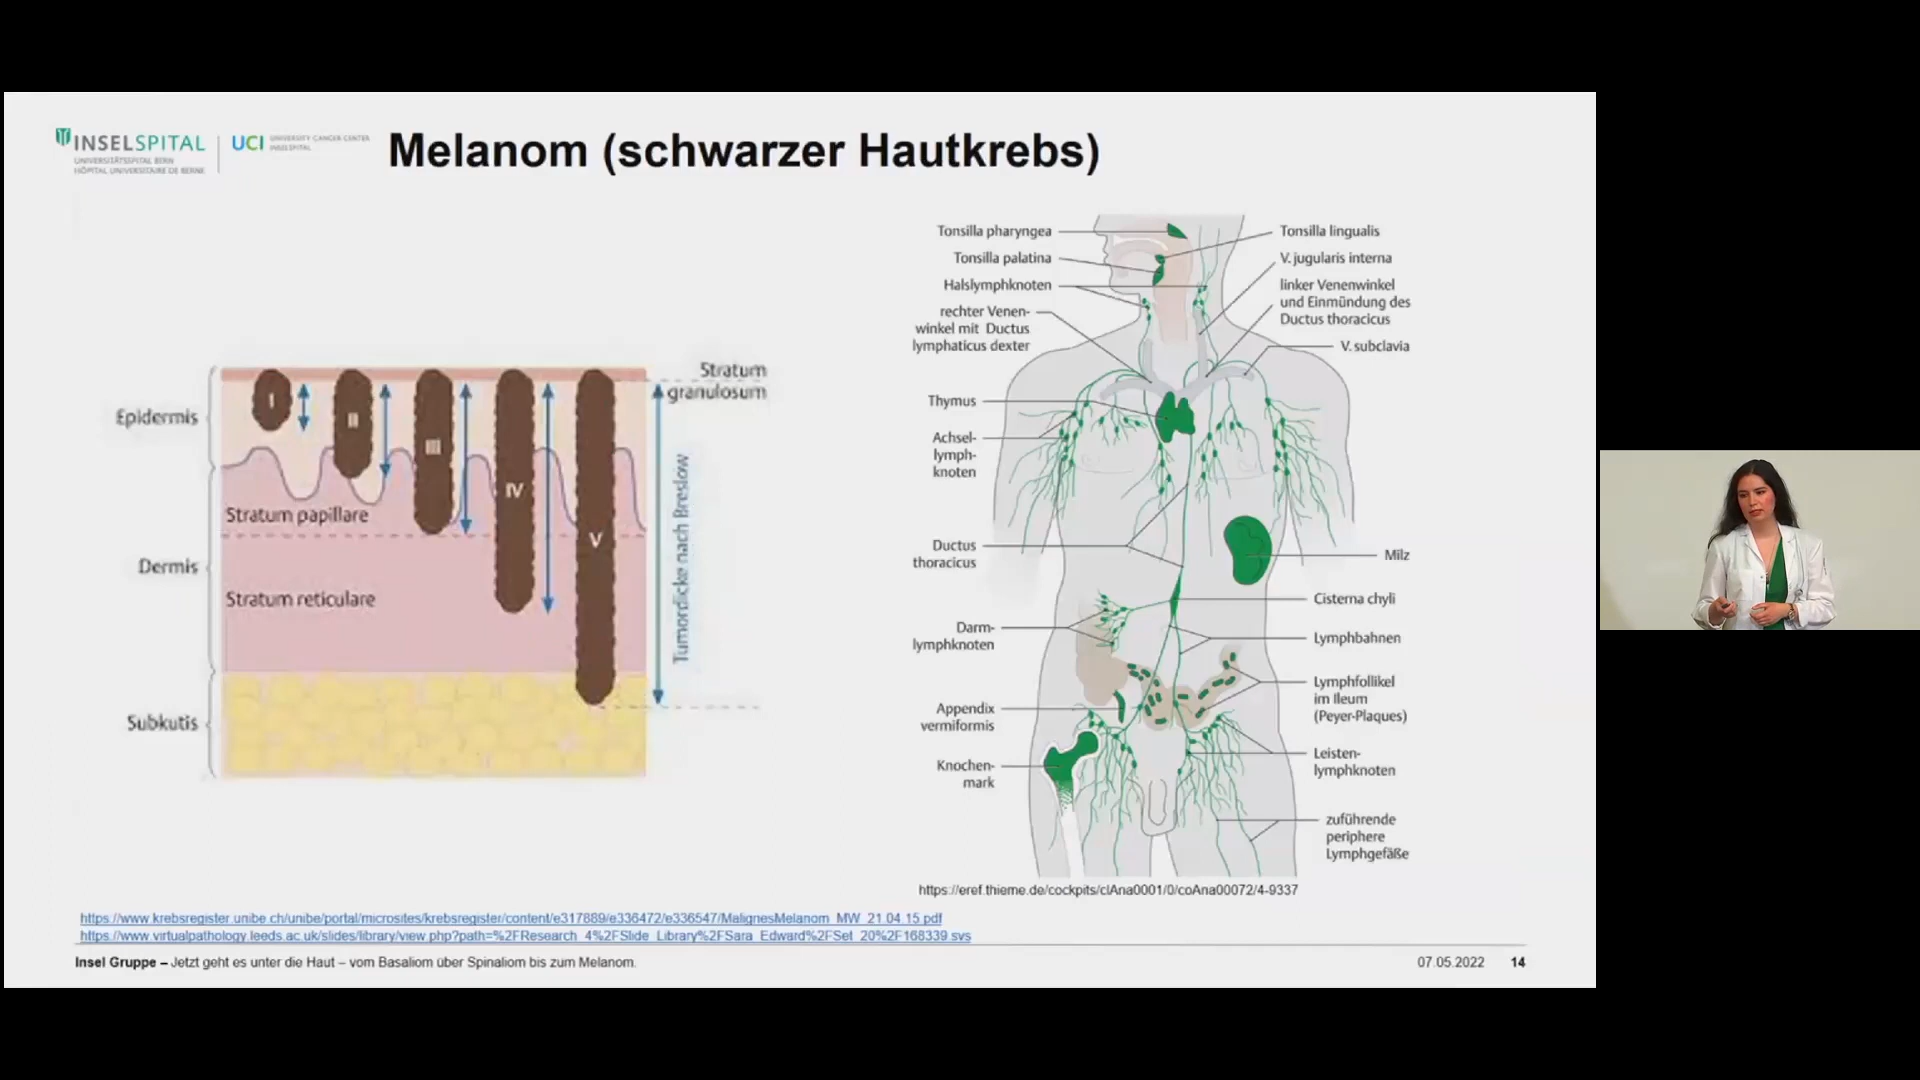 INSELSPITAL
UNIVERSITÄTSSPITAL BERN
HÔPITAL UNIVERSITAIRE DE BERNE
UCI
UNIVERSITY CANCER CENTER
INSELSPITAL
Melanom (schwarzer Hautkrebs)
Epidermis
Dermis
Subkutis
I
II
III
IV
V
Stratum papillare
Stratum reticulare
Stratum
granulosum
Tumordicke nach Breslow
Tonsilla pharyngea
Tonsilla palatina
Halslymphknoten
rechter Venen-
winkel mit Ductus
lymphaticus dexter
Thymus
Achsel-
lymph-
knoten
Ductus
thoracicus
Darm-
lymphknoten
Appendix
vermiformis
Knochen-
mark
Tonsilla lingualis
V. jugularis interna
linker Venenwinkel
und Einmündung des
Ductus thoracicus
V. subclavia
Milz
Cisterna chyli
Lymphbahnen
Lymphfollikel
im Ileum
(Peyer-Plaques)
Leisten-
lymphknoten
zuführende
periphere
Lymphgefäße
https://eref.thieme.de/cockpits/clAna0001/0/coAna00072/4-9337
https://www.krebsregister.unibe.ch/unibe/portal/microsites/krebsregister/content/e317889/e336472/e336547/MalignesMelanom_MW_21.04.15.pdf
https://www.virtualpathology.leeds.ac.uk/slides/library/view.php?path=%2FResearch_4%2FSlide_Library%2FSara_Edward%2FSet_20%2F168339.svs
Insel Gruppe – Jetzt geht es unter die Haut – vom Basaliom über Spinaliom bis zum Melanom.
07.05.2022 14